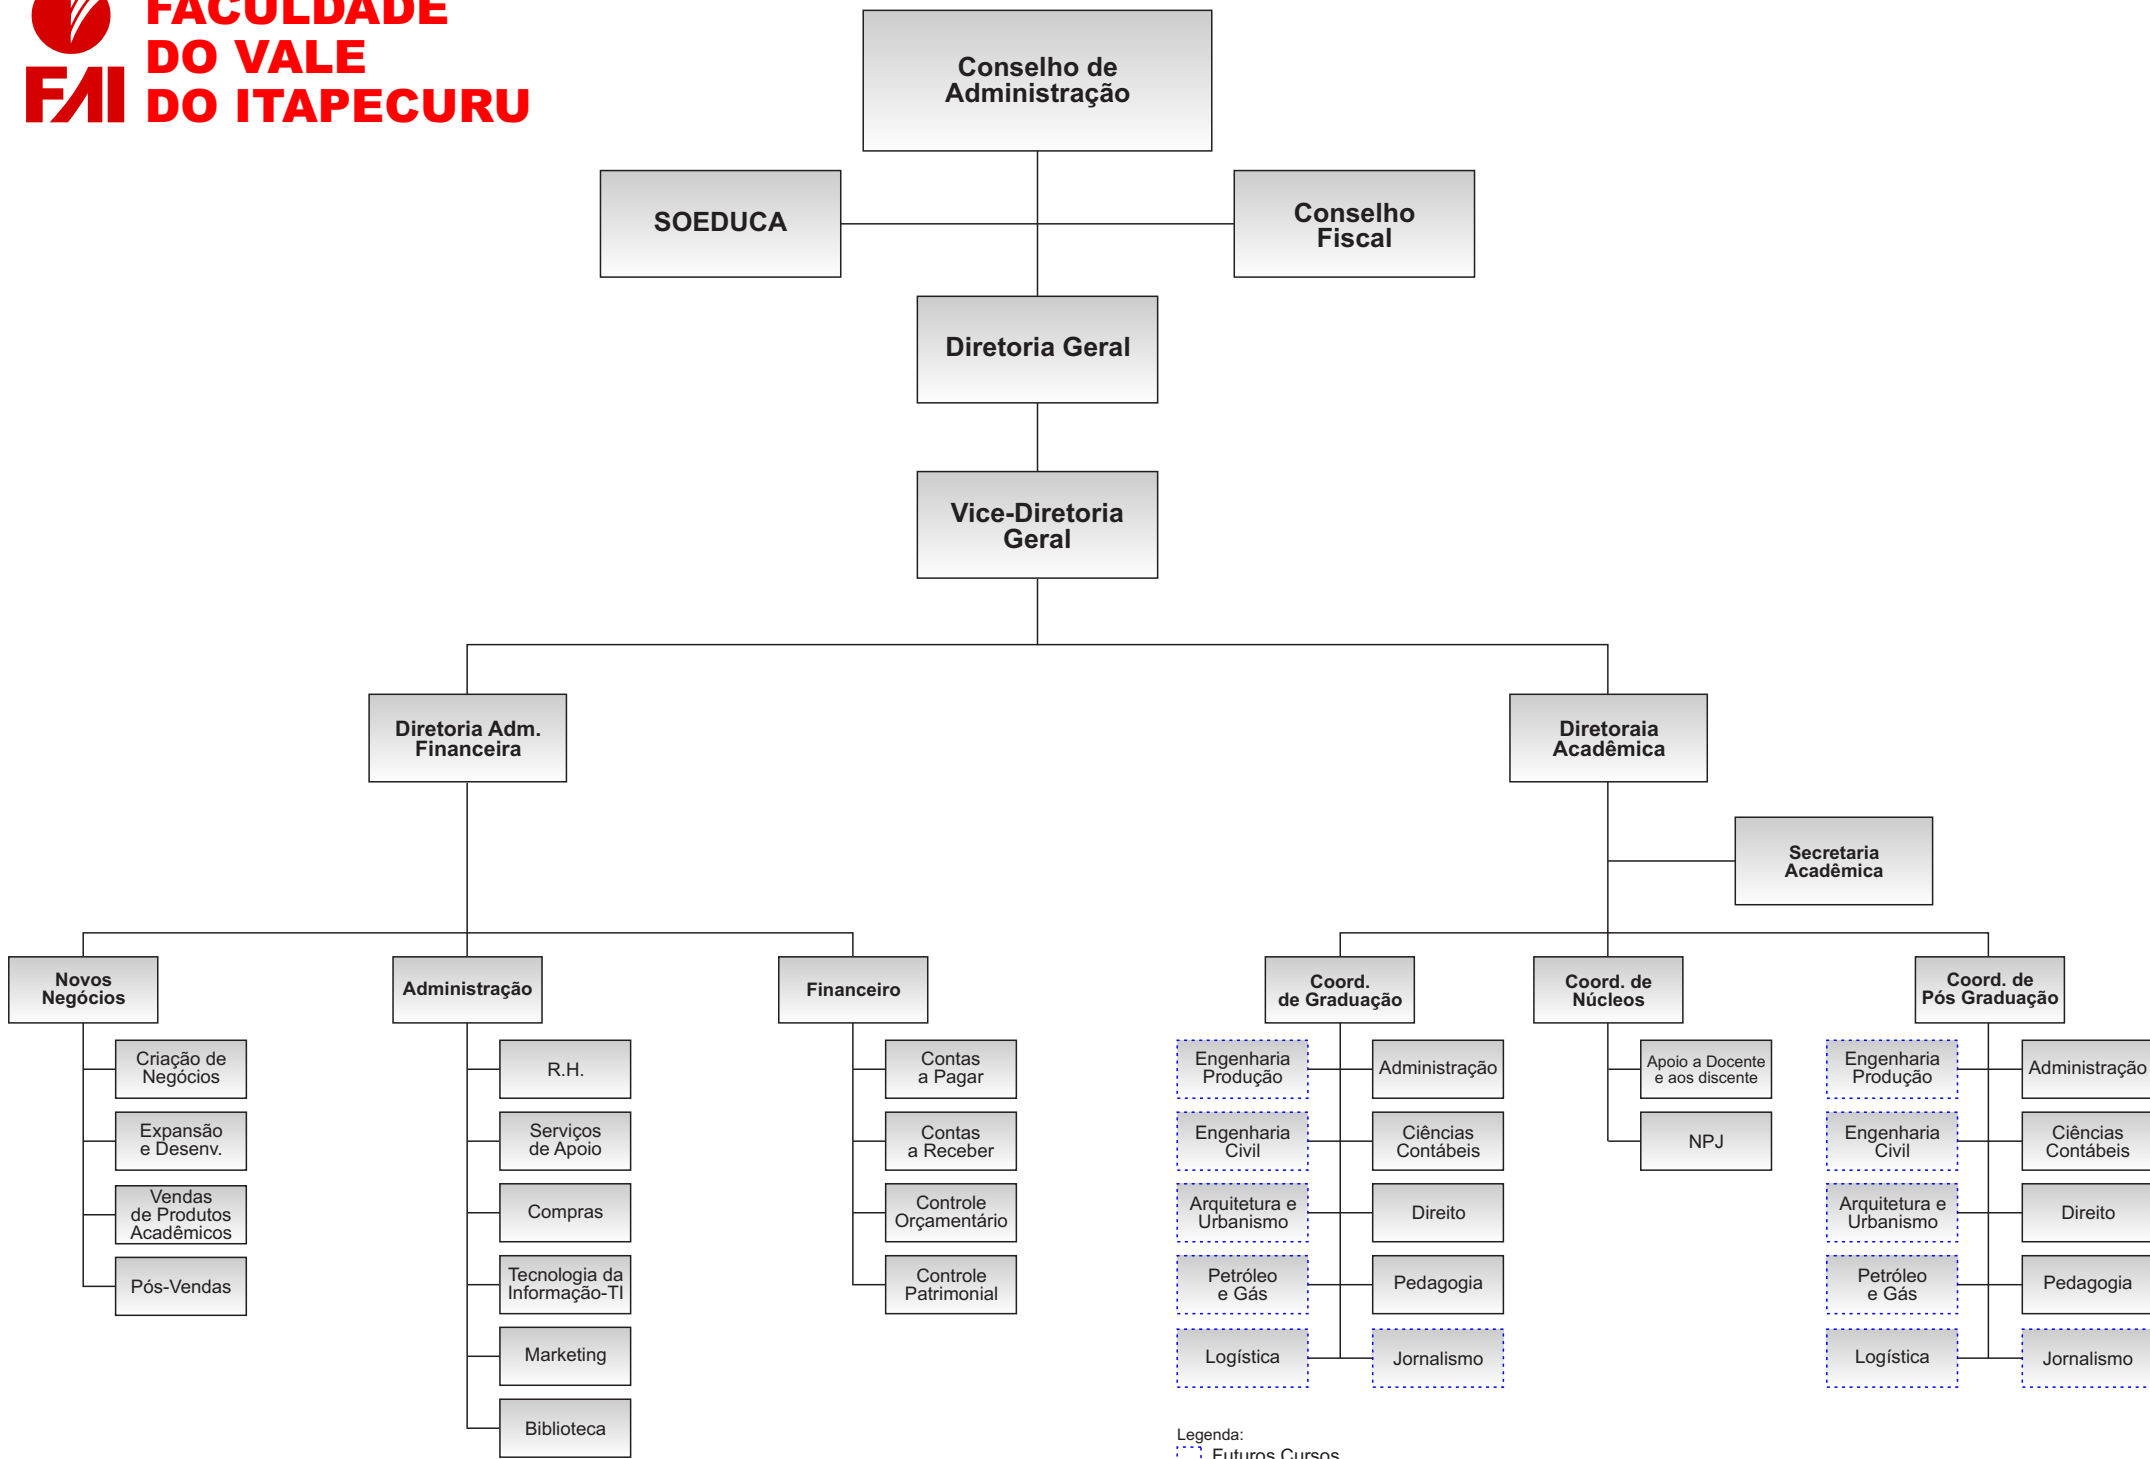 FACULDADE
DO VALE
DO ITAPECURU
FAI
Conselho de
Administração
SOEDUCA
Conselho
Fiscal
Diretoria Geral
Vice-Diretoria
Geral
Diretoria Adm.
Financeira
Diretoraia
Acadêmica
Secretaria
Acadêmica
Novos
Negócios
Administração
Financeiro
Coord.
de Graduação
Coord. de
Núcleos
Coord. de
Pós Graduação
Criação de
Negócios
Expansão
e Desenv.
Vendas
de Produtos
Acadêmicos
Pós-Vendas
R.H.
Serviços
de Apoio
Compras
Tecnologia da
Informação-TI
Marketing
Biblioteca
Contas
a Pagar
Contas
a Receber
Controle
Orçamentário
Controle
Patrimonial
Engenharia
Produção
Administração
Engenharia
Civil
Ciências
Contábeis
Arquitetura e
Urbanismo
Direito
Petróleo
e Gás
Pedagogia
Logística
Jornalismo
Apoio a Docente
e aos discente
NPJ
Engenharia
Produção
Administração
Engenharia
Civil
Ciências
Contábeis
Arquitetura e
Urbanismo
Direito
Petróleo
e Gás
Pedagogia
Logística
Jornalismo
Legenda:
Futuros Cursos